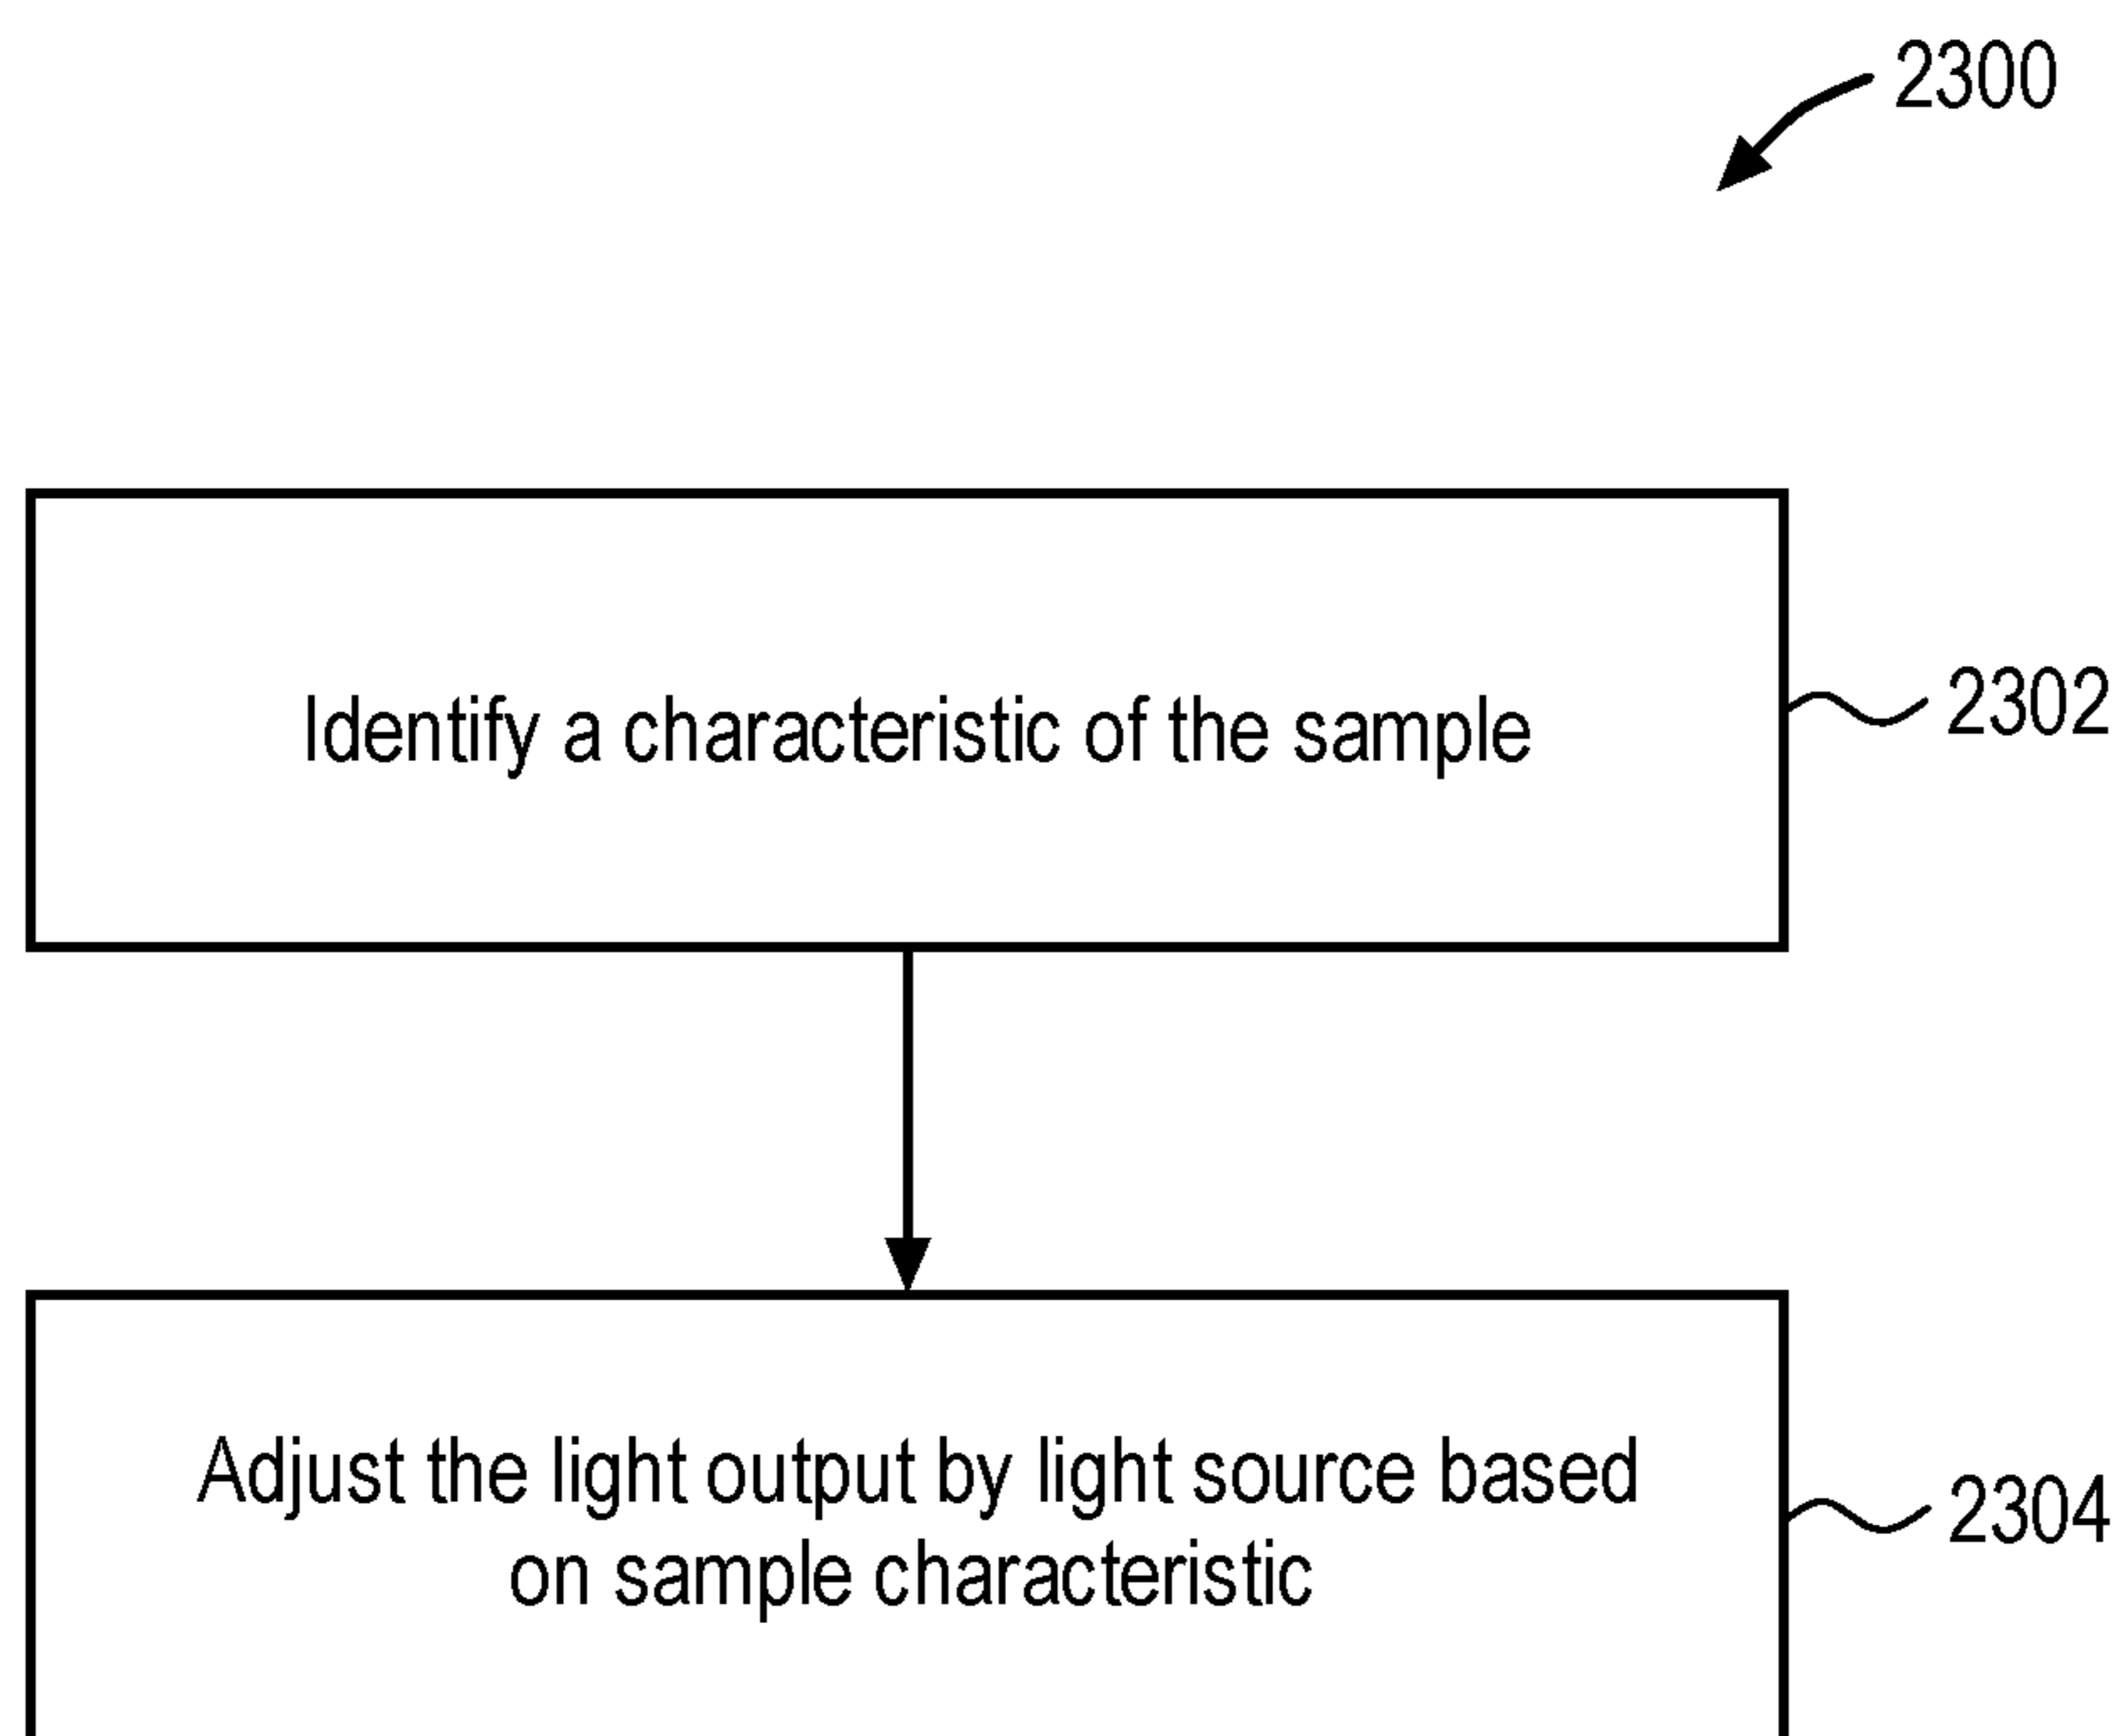 2300
Identify a characteristic of the sample
2302
Adjust the light output by light source based
on sample characteristic
2304